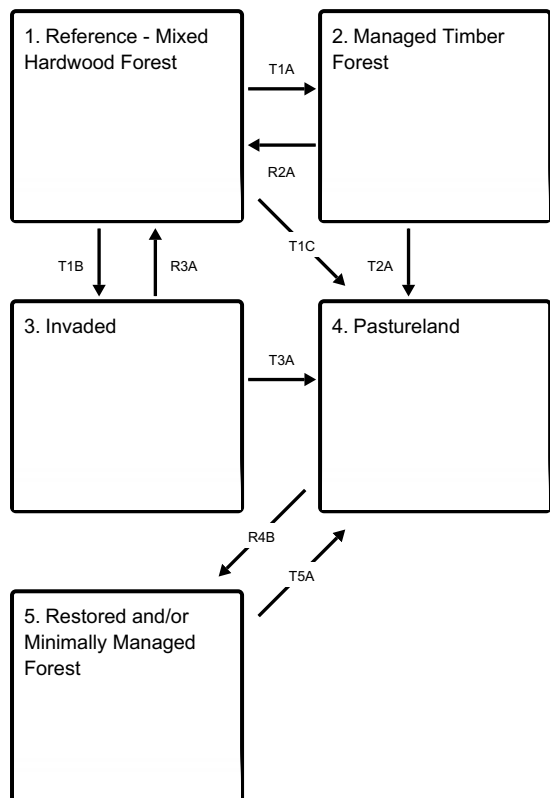 1. Reference - Mixed
Hardwood Forest
T1A
2. Managed Timber
Forest
R2A
T1B
R3A
T1C
T2A
3. Invaded
T3A
4. Pastureland
R4B
T5A
5. Restored and/or
Minimally Managed
Forest